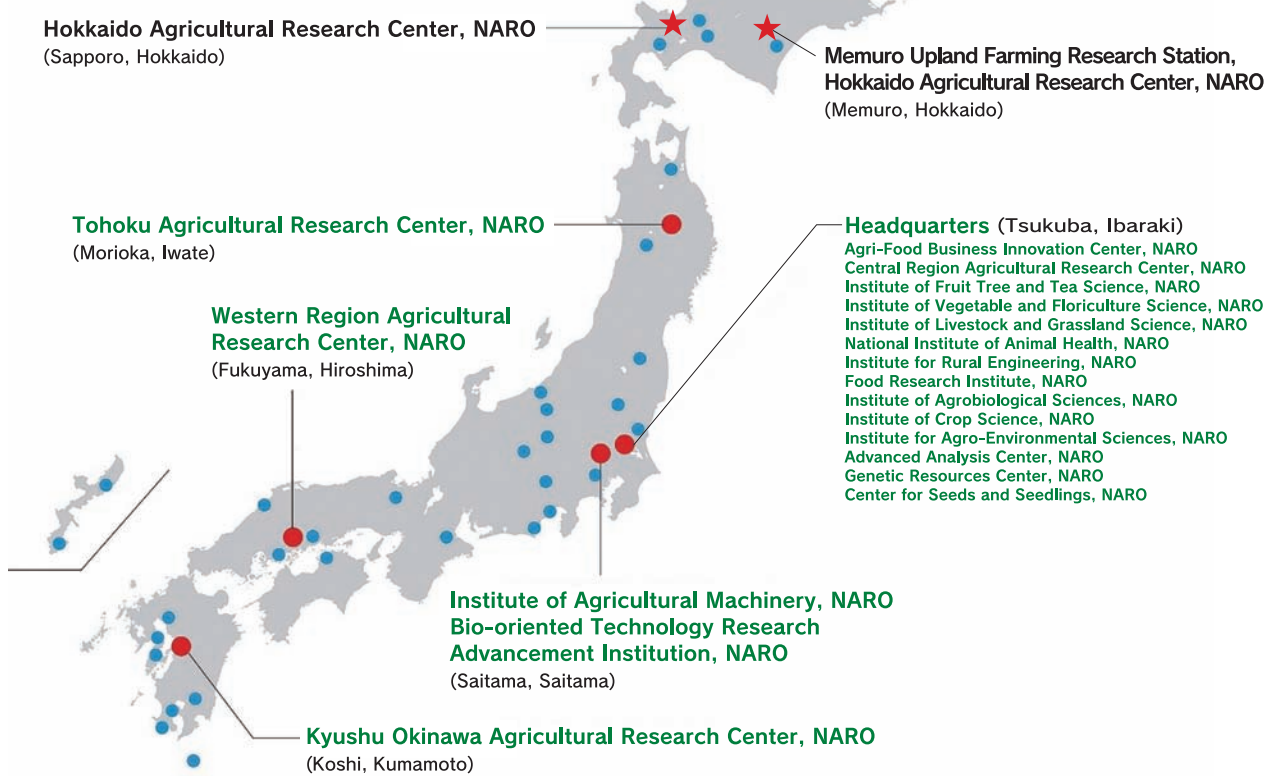 Hokkaido Agricultural Research Center, NARO
(Sapporo, Hokkaido)
Memuro Upland Farming Research Station,
Hokkaido Agricultural Research Center, NARO
(Memuro, Hokkaido)
Tohoku Agricultural Research Center, NARO
(Morioka, Iwate)
Headquarters (Tsukuba, Ibaraki)
Agri-Food Business Innovation Center, NARO
Central Region Agricultural Research Center, NARO
Institute of Fruit Tree and Tea Science, NARO
Institute of Vegetable and Floriculture Science, NARO
Institute of Livestock and Grassland Science, NARO
National Institute of Animal Health, NARO
Institute for Rural Engineering, NARO
Food Research Institute, NARO
Institute of Agrobiological Sciences, NARO
Institute of Crop Science, NARO
Institute for Agro-Environmental Sciences, NARO
Advanced Analysis Center, NARO
Genetic Resources Center, NARO
Center for Seeds and Seedlings, NARO
Western Region Agricultural
Research Center, NARO
(Fukuyama, Hiroshima)
Institute of Agricultural Machinery, NARO
Bio-oriented Technology Research
Advancement Institution, NARO
(Saitama, Saitama)
Kyushu Okinawa Agricultural Research Center, NARO
(Koshi, Kumamoto)